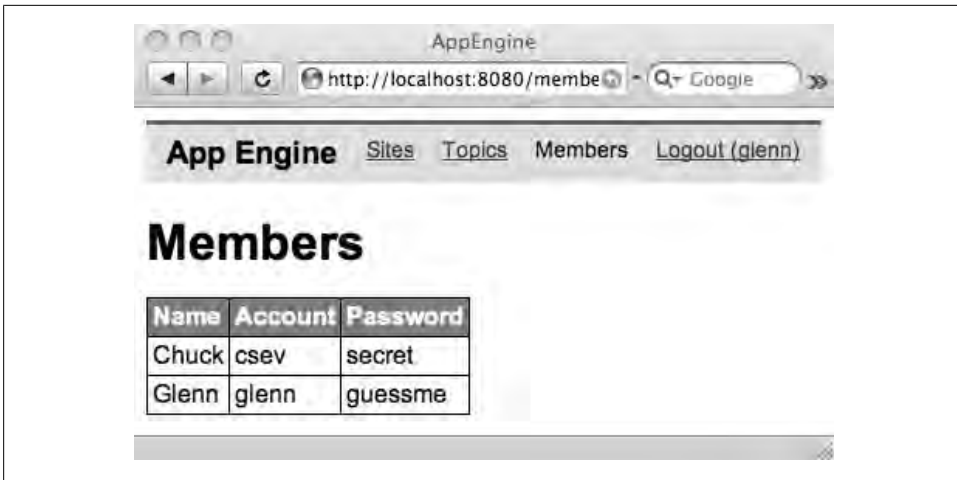 AppEngine
http://localhost:8080/membe Google
App Engine Sites Topics Members Logout (glenn)
Members
Name Account Password
Chuck csev secret
Glenn glenn guessme